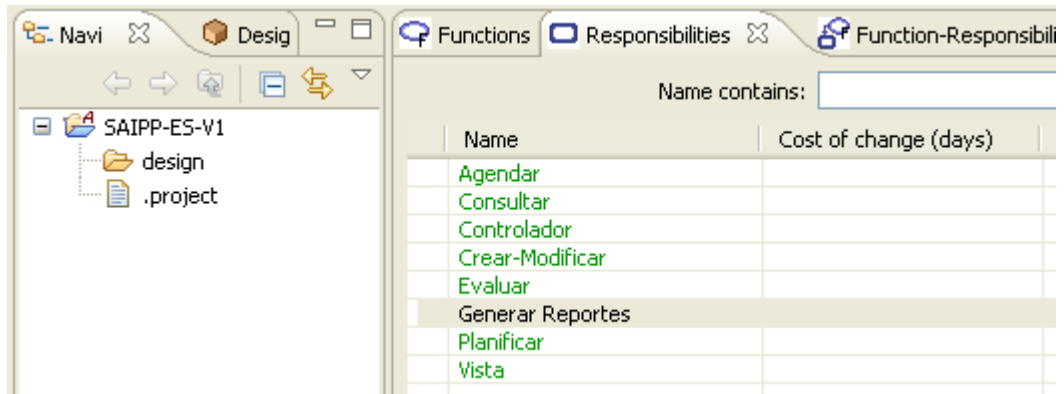 Navi Desig Functions Responsibilities Function-Responsibili
Name contains:
SAIPP-ES-V1
design
.project
Name Cost of change (days)
Agendar
Consultar
Controlador
Crear-Modificar
Evaluar
Generar Reportes
Planificar
Vista